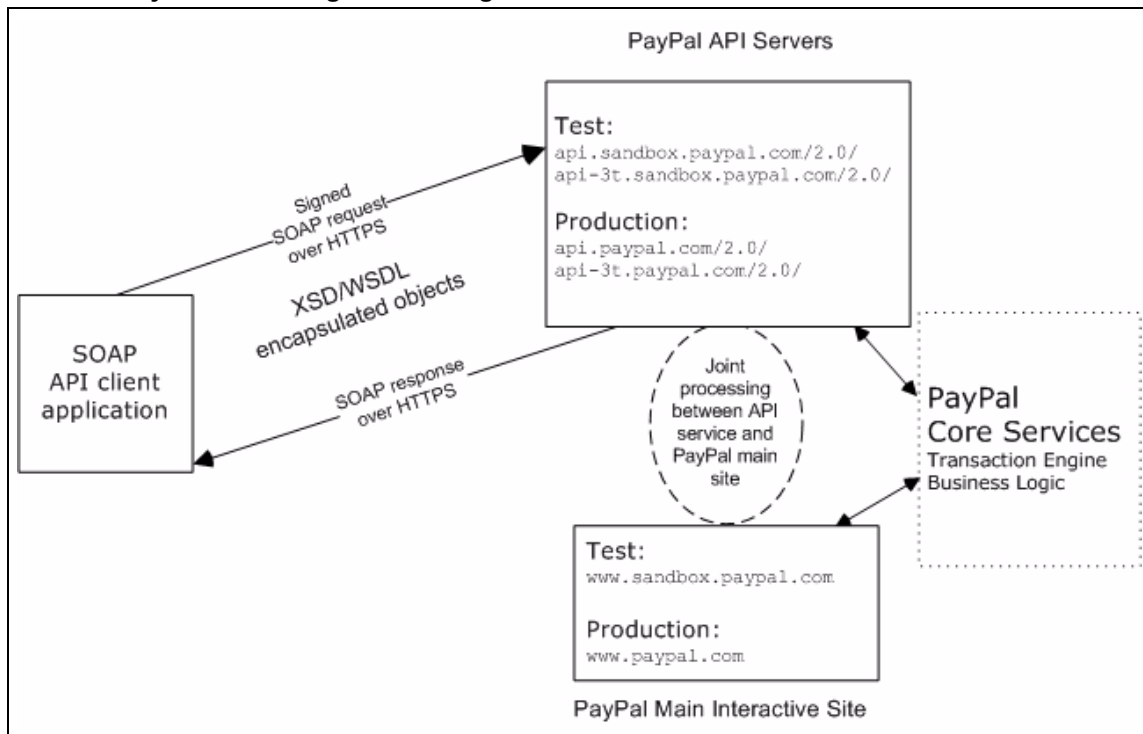 PayPal API Servers
Test:
api.sandbox.paypal.com/2.0/
api-3t.sandbox.paypal.com/2.0/
Production:
api.paypal.com/2.0/
api-3t.paypal.com/2.0/
Signed
SOAP request
over HTTPS
XSD/WSDL
encapsulated objects
SOAP
API client
application
SOAP response
over HTTPS
Joint
processing
between API
service and
PayPal main
site
PayPal
Core Services
Transaction Engine
Business Logic
Test:
www.sandbox.paypal.com
Production:
www.paypal.com
PayPal Main Interactive Site